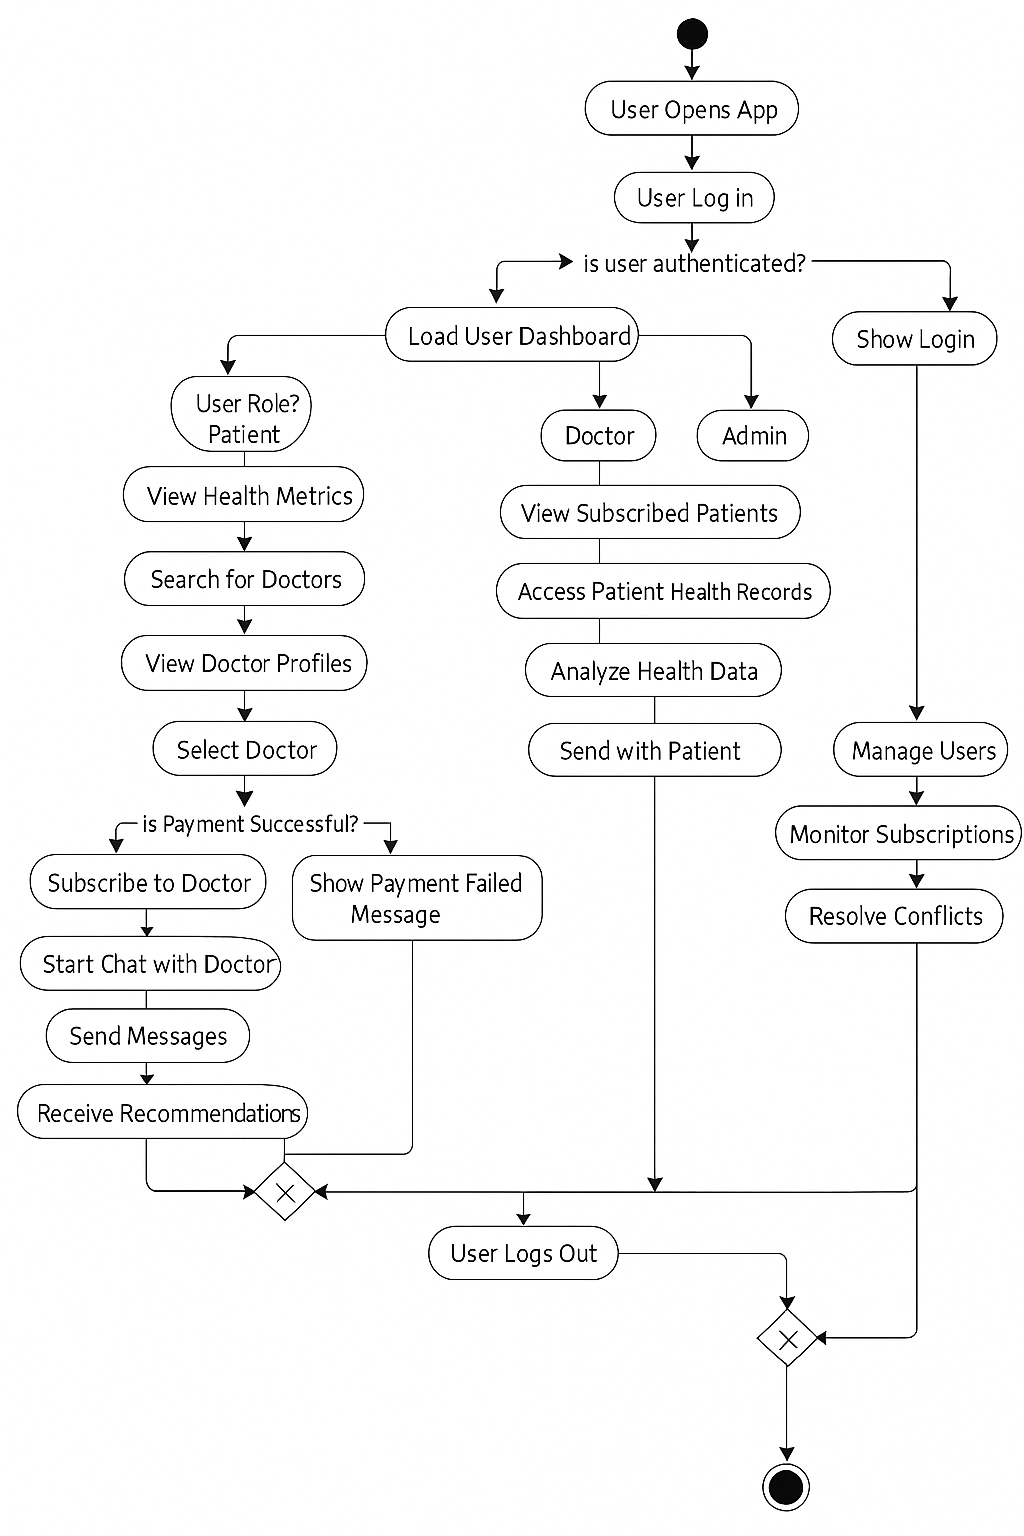 User Opens App
User Log in
is user authenticated?
Load User Dashboard
Show Login
User Role?
Patient
Doctor
Admin
View Health Metrics
View Subscribed Patients
Search for Doctors
Access Patient Health Records
View Doctor Profiles
Analyze Health Data
Select Doctor
Send with Patient
Manage Users
is Payment Successful?
Monitor Subscriptions
Subscribe to Doctor
Show Payment Failed
Message
Resolve Conflicts
Start Chat with Doctor
Send Messages
Receive Recommendations
User Logs Out